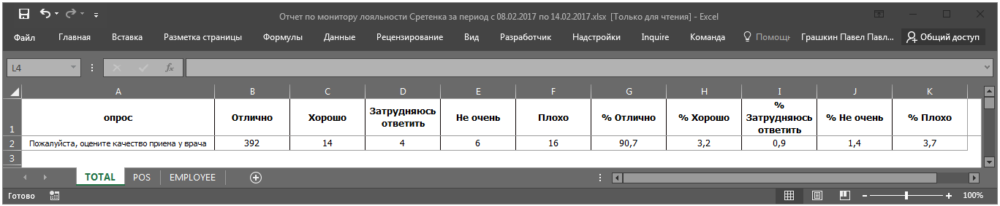 Отчет по монитору лояльности Сретенка за период с 08.02.2017 по 14.02.2017.xlsx [Только для чтения] - Excel
Файл Главная Вставка Разметка страницы Формулы Данные Рецензирование Вид Разработчик Надстройки Inquire Команда Помощн Грашкин Павел Павл... Общий доступ
L4 fx
A B C D E F G H I J K
1 опрос Отлично Хорошо Затрудняюсь ответить Не очень Плохо % Отлично % Хорошо % Затрудняюсь ответить % Не очень % Плохо
2 Пожалуйста, оцените качество приема у врача 392 14 4 6 16 90,7 3,2 0,9 1,4 3,7
3
TOTAL POS EMPLOYEE
Готово 100%